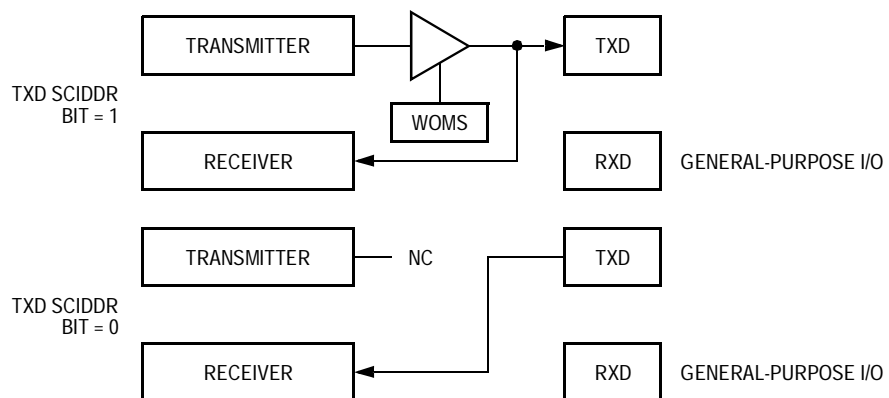 TRANSMITTER
TXD
TXD SCIDDR
BIT = 1
WOMS
RECEIVER
RXD
GENERAL-PURPOSE I/O
TRANSMITTER
NC
TXD
TXD SCIDDR
BIT = 0
RECEIVER
RXD
GENERAL-PURPOSE I/O